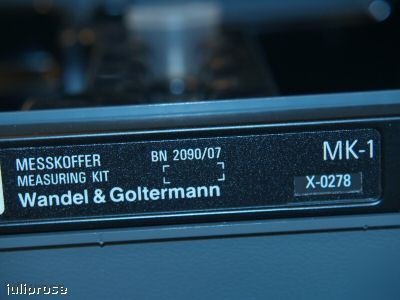 MESSKOFFER BN 2090/07 MK-1
MEASURING KIT
Wandel & Goltermann X-0278
juliprose